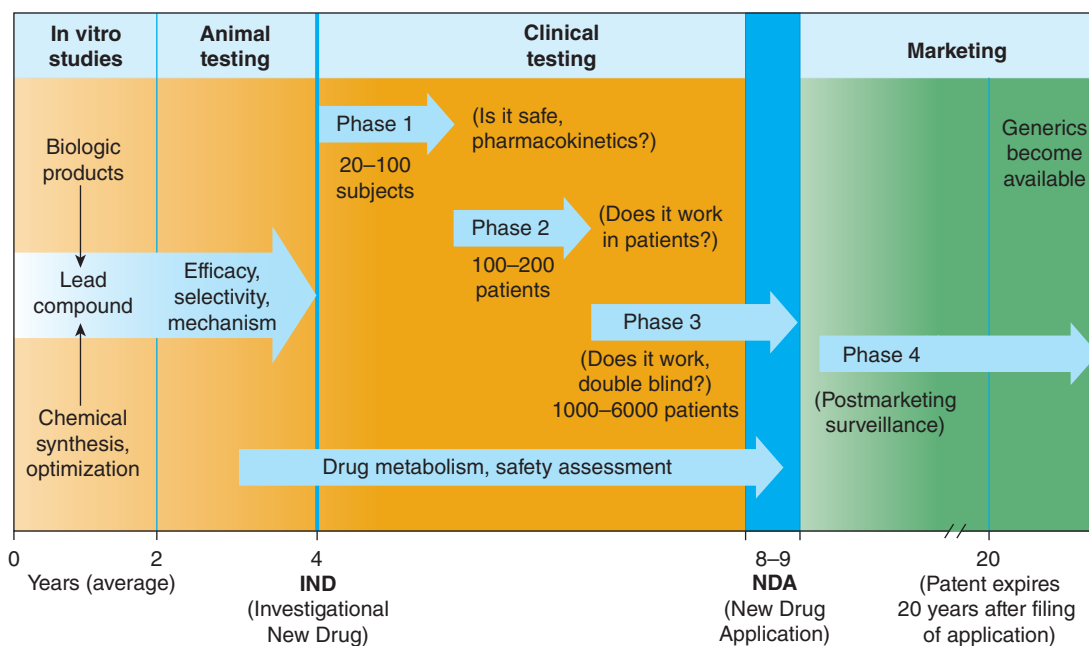 In vitro
studies
Animal
testing
Clinical
testing
Marketing
Biologic
products
Lead
compound
Chemical
synthesis,
optimization
Efficacy,
selectivity,
mechanism
Phase 1
20–100
subjects
(Is it safe,
pharmacokinetics?)
Phase 2
100–200
patients
(Does it work
in patients?)
Phase 3
(Does it work,
double blind?)
1000–6000 patients
Drug metabolism, safety assessment
Generics
become
available
Phase 4
(Postmarketing
surveillance)
0
2
4
8–9
20
Years (average)
IND
(Investigational
New Drug)
NDA
(New Drug
Application)
(Patent expires
20 years after filing
of application)